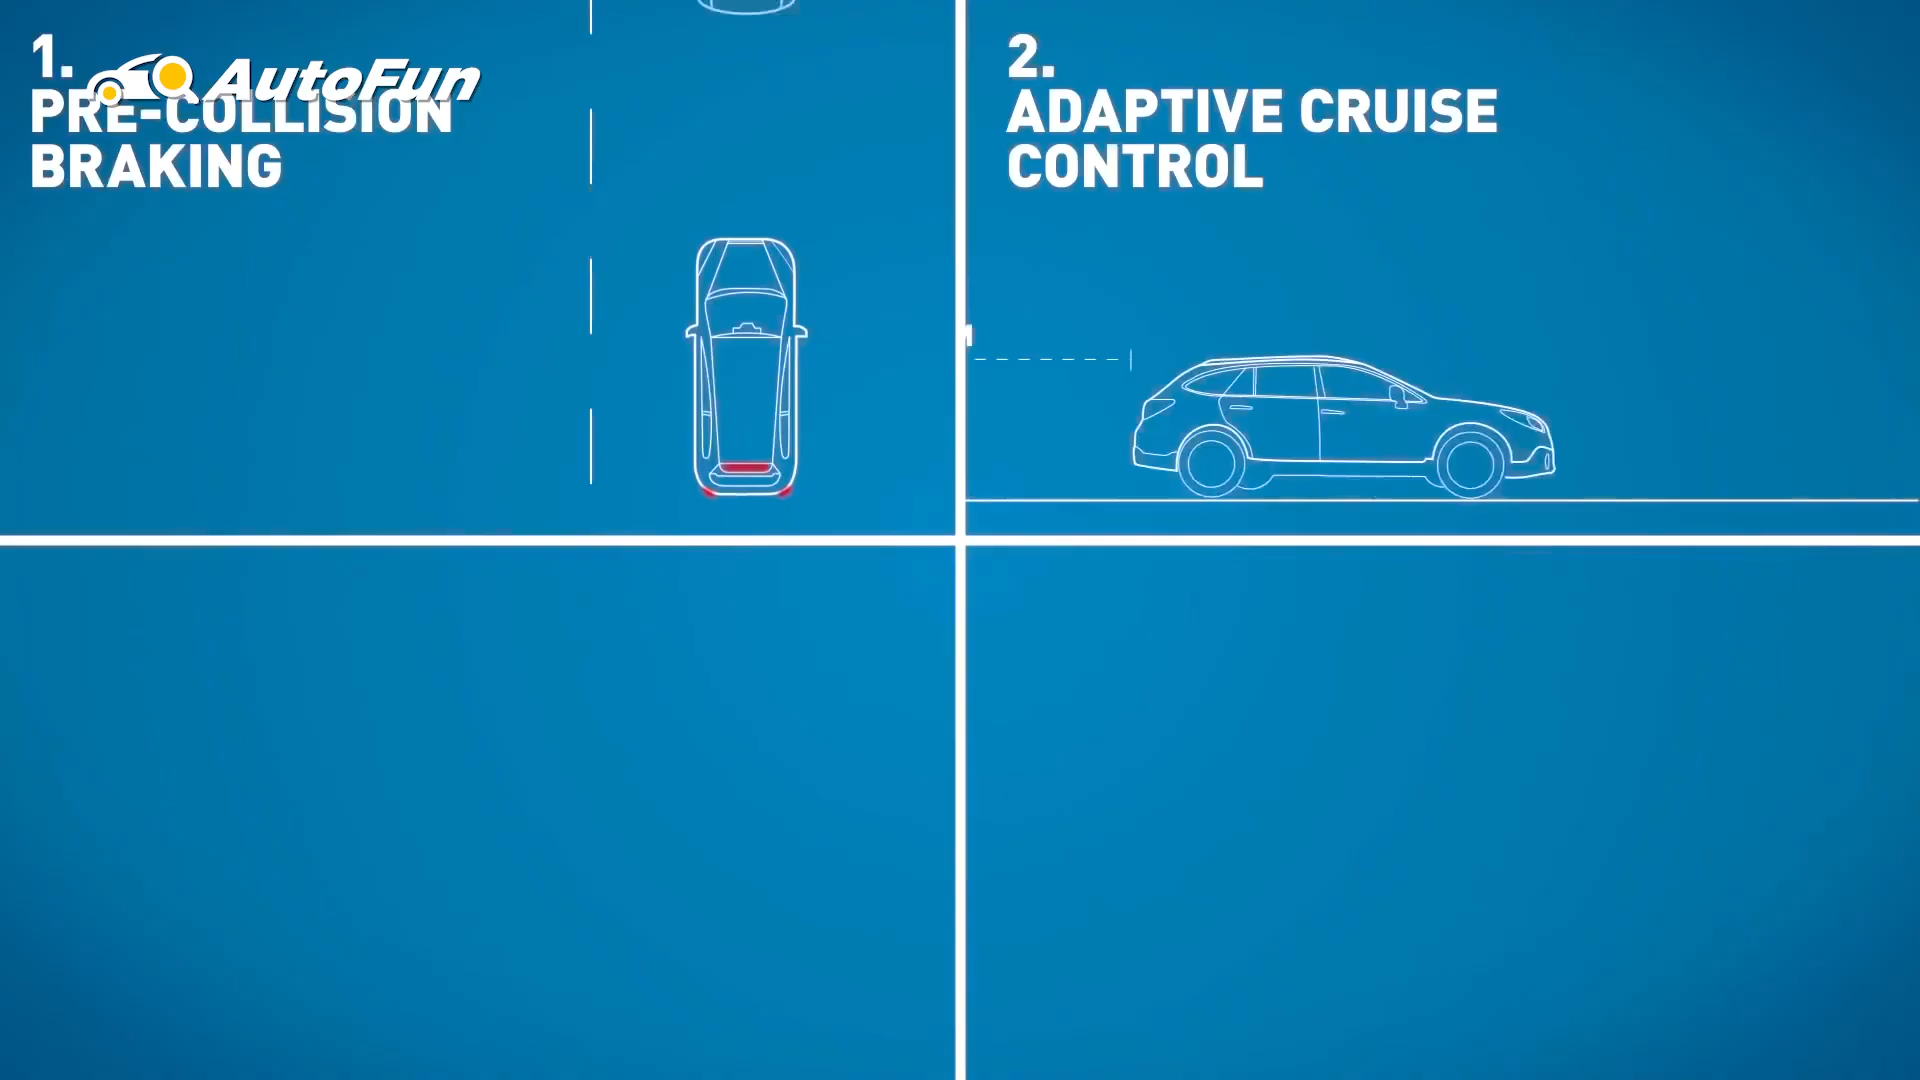 1.
AutoFun
PRE-COLLISION
BRAKING
2.
ADAPTIVE CRUISE
CONTROL